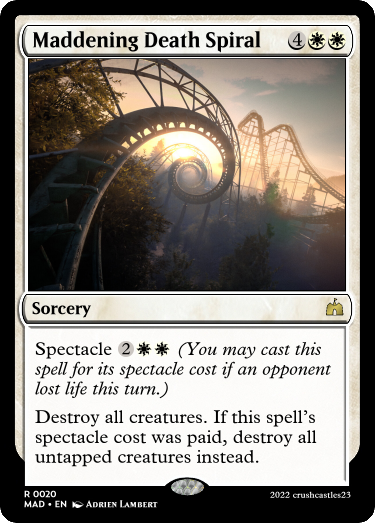 Maddening Death Spiral 4
Sorcery
Spectacle 2 (You may cast this
spell for its spectacle cost if an opponent
lost life this turn.)
Destroy all creatures. If this spell's
spectacle cost was paid, destroy all
untapped creatures instead.
R 0020
MAD • EN Adrien Lambert
2022 crushcastles23